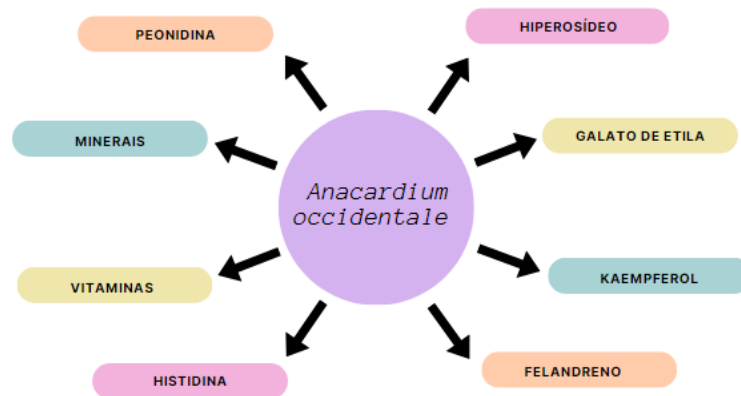 PEONIDINA
HIPEROSÍDEO
MINERAIS
GALATO DE ETILA
Anacardium
occidentale
VITAMINAS
KAEMPFEROL
HISTIDINA
FELANDRENO